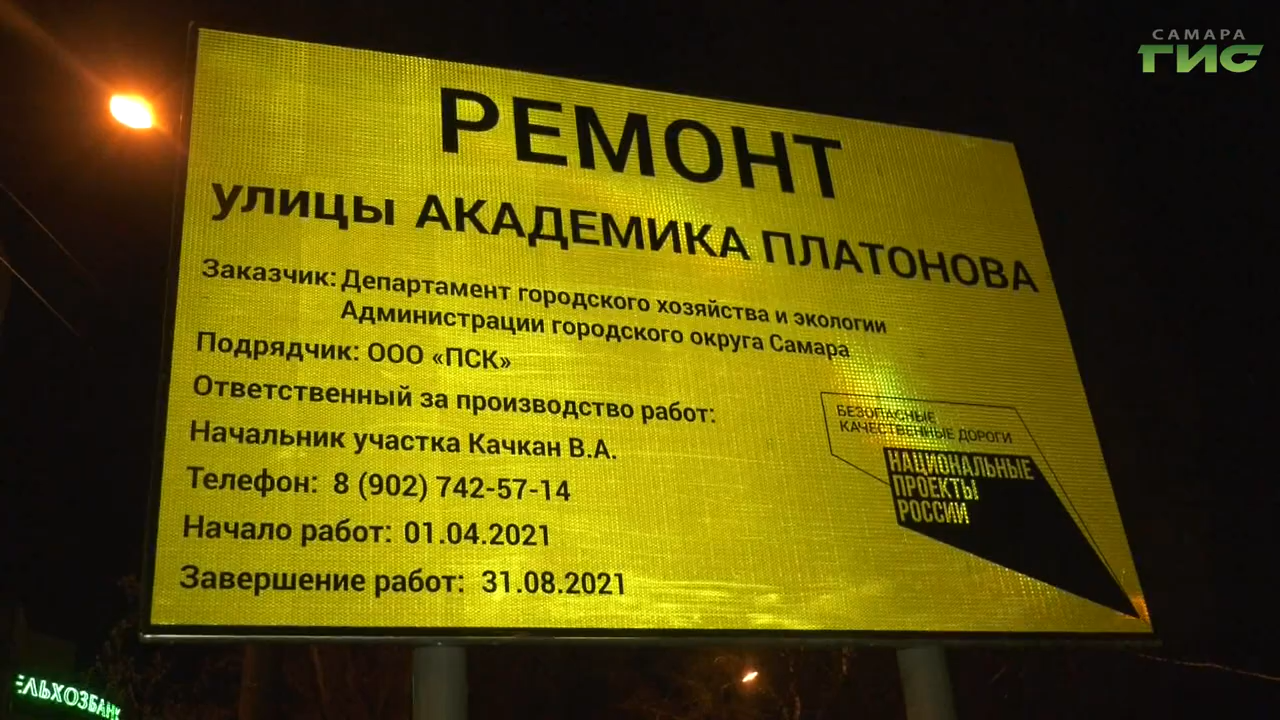 САМАРА
ГИС
РЕМОНТ
улицы АКАДЕМИКА ПЛАТОНОВА
Заказчик: Департамент городского хозяйства и экологии
Администрации городского округа Самара
Подрядчик: ООО «ПСК»
Ответственный за производство работ:
Начальник участка Качкан В.А.
Телефон: 8 (902) 742-57-14
Начало работ: 01.04.2021
Завершение работ: 31.08.2021
БЕЗОПАСНЫЕ
КАЧЕСТВЕННЫЕ ДОРОГИ
НАЦИОНАЛЬНЫЕ
ПРОЕКТЫ
РОССИИ
ЕЛЬХОЗБАНК